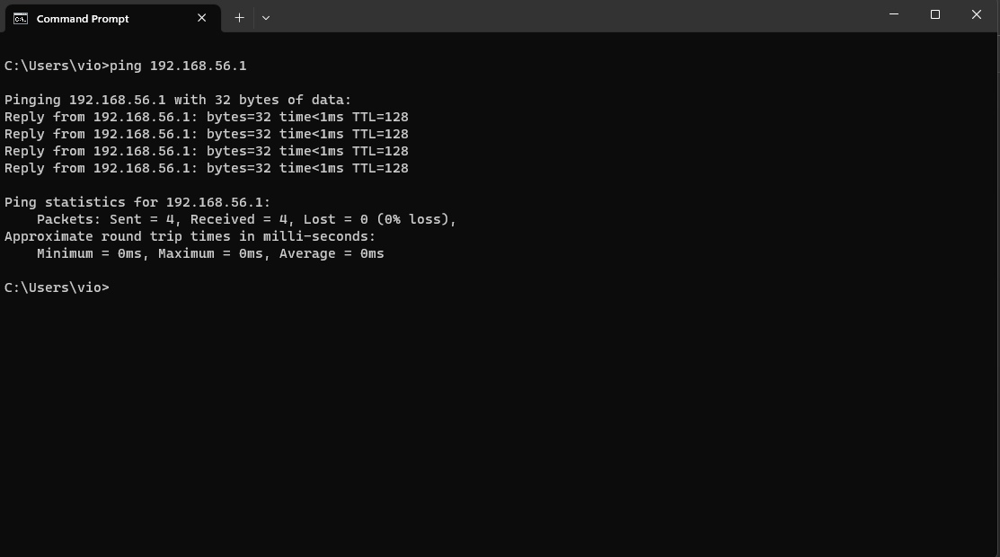 Command Prompt
C:\Users\vio>ping 192.168.56.1
Pinging 192.168.56.1 with 32 bytes of data:
Reply from 192.168.56.1: bytes=32 time<1ms TTL=128
Reply from 192.168.56.1: bytes=32 time<1ms TTL=128
Reply from 192.168.56.1: bytes=32 time<1ms TTL=128
Reply from 192.168.56.1: bytes=32 time<1ms TTL=128
Ping statistics for 192.168.56.1:
    Packets: Sent = 4, Received = 4, Lost = 0 (0% loss),
Approximate round trip times in milli-seconds:
    Minimum = 0ms, Maximum = 0ms, Average = 0ms
C:\Users\vio>